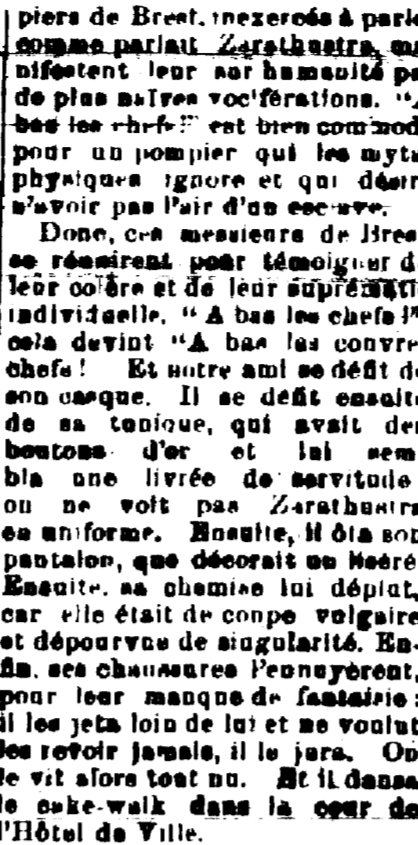 piers de Brest, inexercés à parle
comme parlait Zarathustra, ma
nifestent leur surhumanité pa
de plus naïves vociférations. "
bas les chefs!" est bien commod
pour un pompier qui les myt
physiques ignore et qui désir
n'avoir pas l'air d'un esclave.
Donc, ces messieurs de Bres
se réunirent pour témoigner d
leur colère et de leur suprémati
individuelle. " A bas les chefs !"
cela devint "A bas les couvre
chefs! Et notre ami se défit d
son casque. Il se défit ensuite
de sa tunique, qui avait de
boutons d'or et lui sem
bla une livrée de servitude
on ne voit pas Zarathustra
en uniforme. Ensuite, il ôta son
pantalon, que décorait un liseré
Ensuite, sa chemise lui déplut,
car elle était de coupe vulgaire
et dépourvue de singularité. En-
fin, ses chaussures l'ennuyèrent,
pour leur manque de fantaisie :
il les jeta loin de lui et ne voulut
les revoir jamais, il le jura. On
le vit alors tout nu. Et il dansa
le cake-walk dans la cour de
l'Hôtel de Ville.